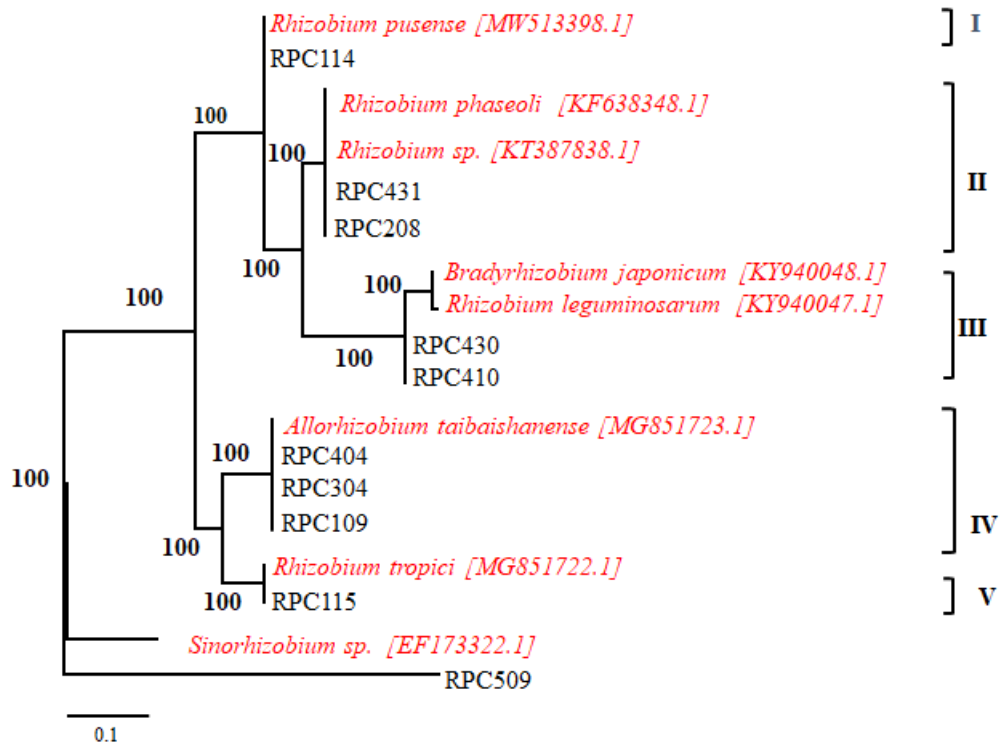 Rhizobium pusense [MW513398.1]
I
RPC114
100
Rhizobium phaseoli [KF638348.1]
100
Rhizobium sp. [KT387838.1]
II
RPC431
RPC208
100
Bradyrhizobium japonicum [KY940048.1]
100
100
Rhizobium leguminosarum [KY940047.1]
III
RPC430
100
RPC410
Allorhizobium taibaishanense [MG851723.1]
100
RPC404
100
RPC304
RPC109
IV
100
Rhizobium tropici [MG851722.1]
100
RPC115
V
Sinorhizobium sp. [EF173322.1]
RPC509
0.1